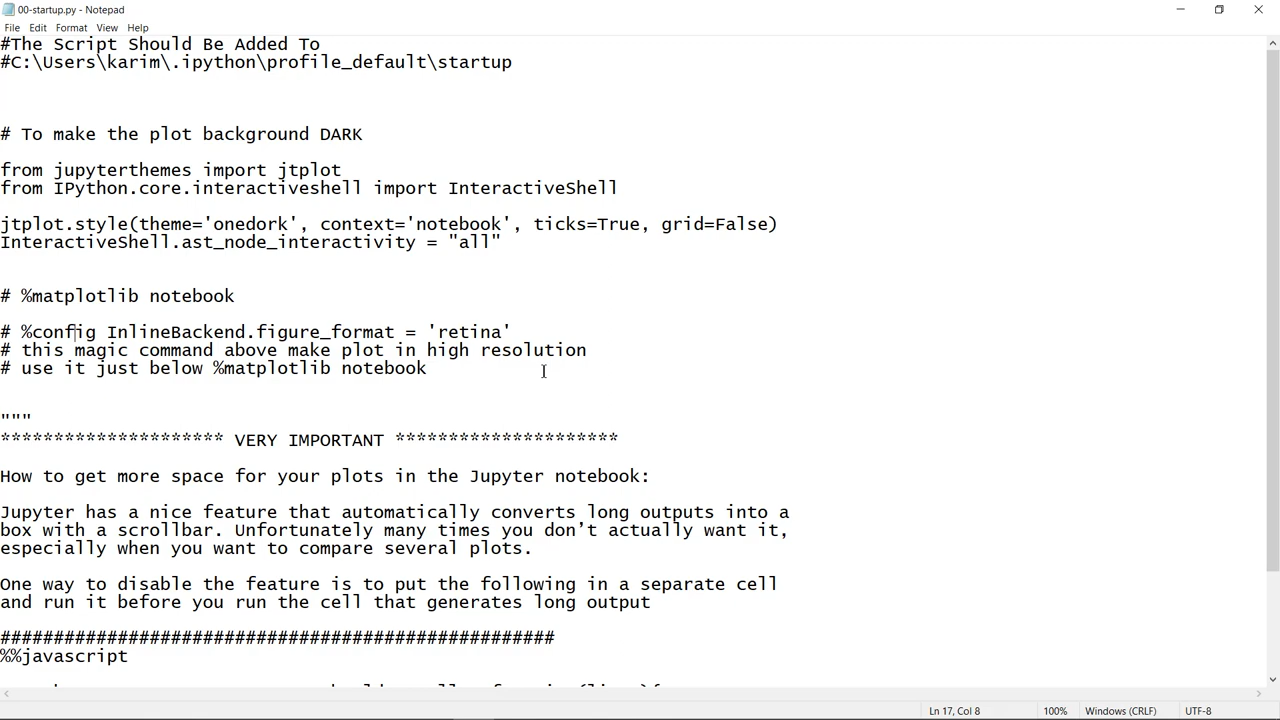 00-startup.py - Notepad
File Edit Format View Help
#The Script Should Be Added To
#C:\Users\karim\.ipython\profile_default\startup
# To make the plot background DARK
from jupyterthemes import jtplot
from IPython.core.interactiveshell import InteractiveShell
jtplot.style(theme='onedork', context='notebook', ticks=True, grid=False)
InteractiveShell.ast_node_interactivity = "all"
# %matplotlib notebook
# %config InlineBackend.figure_format = 'retina'
# this magic command above make plot in high resolution
# use it just below %matplotlib notebook
"""
********************* VERY IMPORTANT *********************
How to get more space for your plots in the Jupyter notebook:
Jupyter has a nice feature that automatically converts long outputs into a
box with a scrollbar. Unfortunately many times you don’t actually want it,
especially when you want to compare several plots.
One way to disable the feature is to put the following in a separate cell
and run it before you run the cell that generates long output
####################################################
%%javascript
Ln 17, Col 8 100% Windows (CRLF) UTF-8